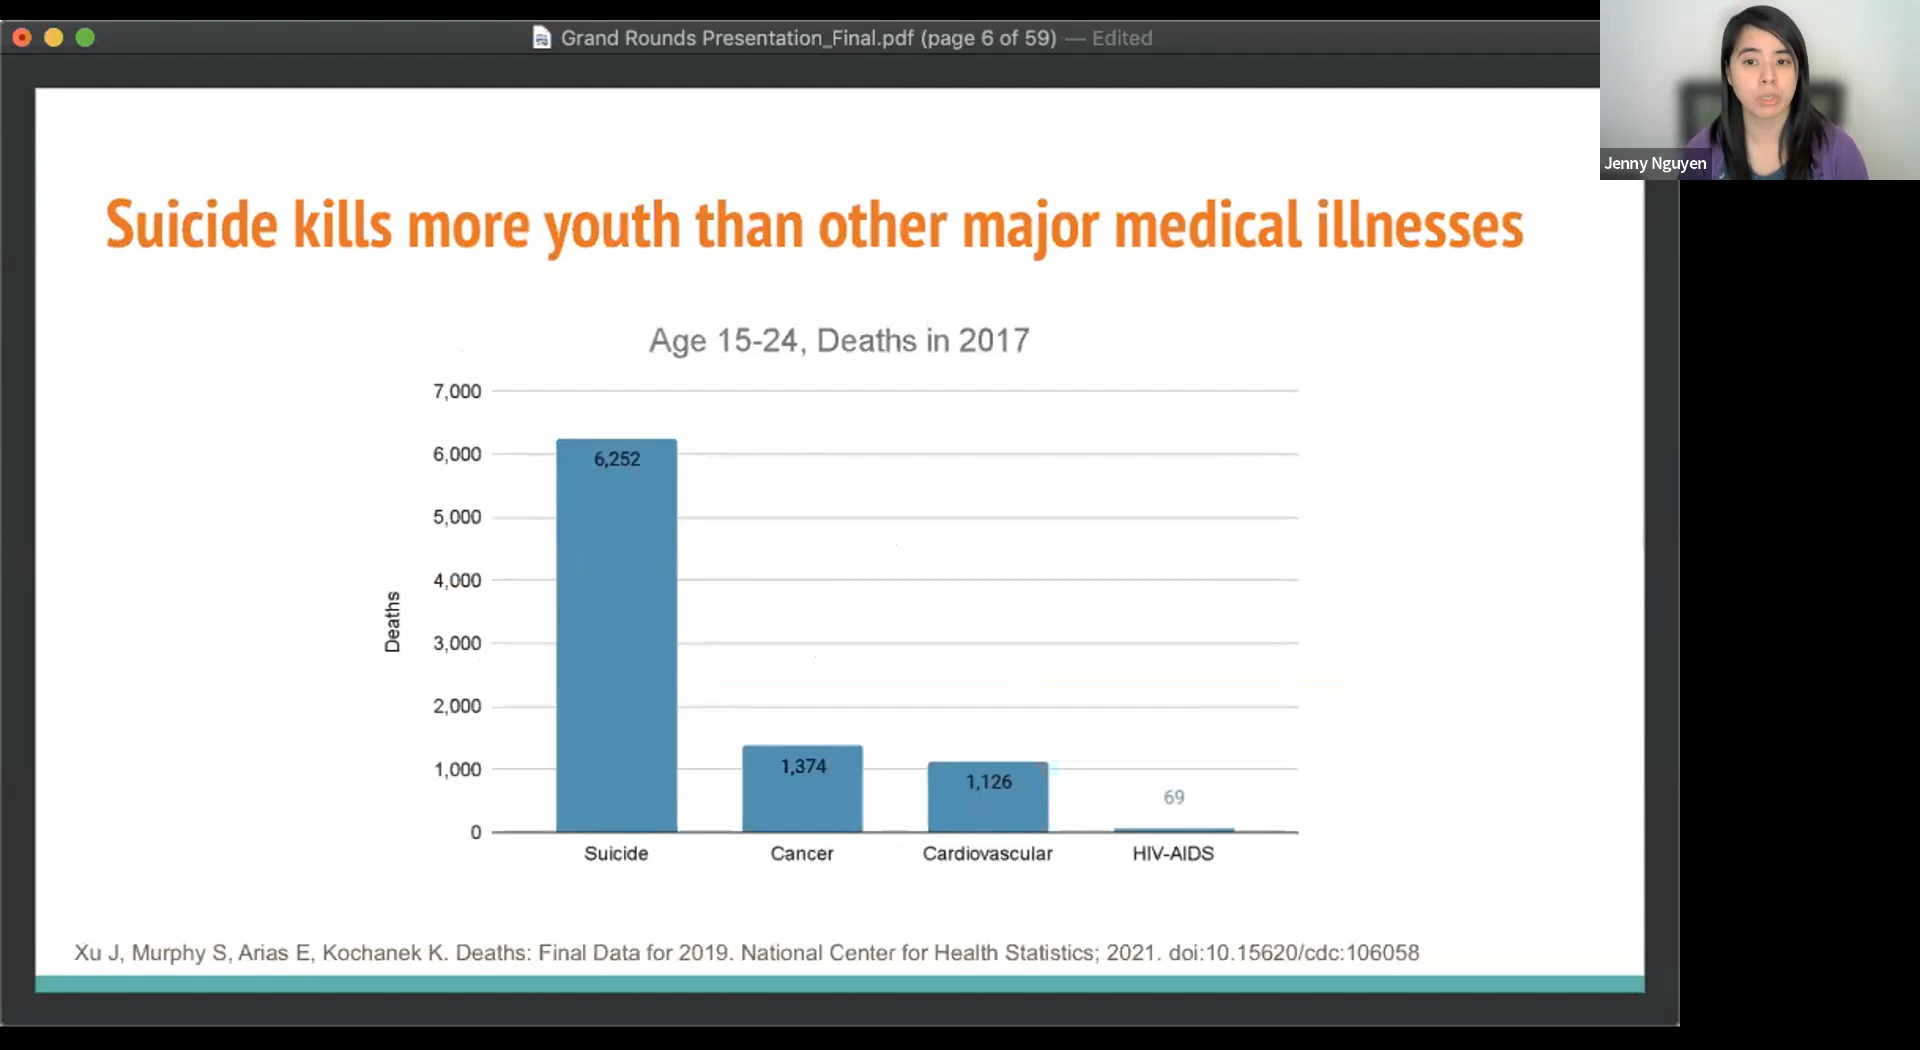 Grand Rounds Presentation_Final.pdf (page 6 of 59) — Edited
Jenny Nguyen
Suicide kills more youth than other major medical illnesses
Age 15-24, Deaths in 2017
Deaths
7,000
6,000
5,000
4,000
3,000
2,000
1,000
0
6,252
1,374
1,126
69
Suicide
Cancer
Cardiovascular
HIV-AIDS
Xu J, Murphy S, Arias E, Kochanek K. Deaths: Final Data for 2019. National Center for Health Statistics; 2021. doi:10.15620/cdc:106058